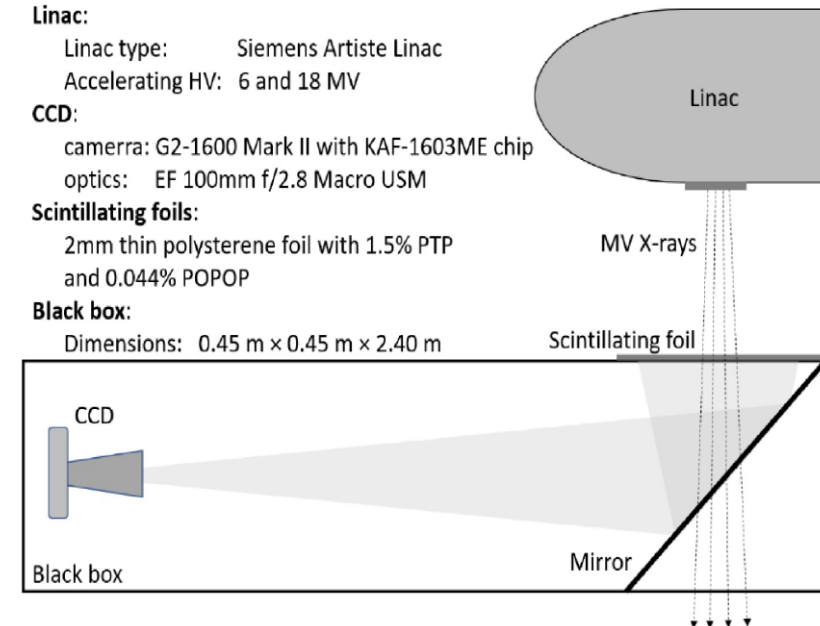 Linac:
Linac type: Siemens Artiste Linac
Accelerating HV: 6 and 18 MV
CCD:
camerra: G2-1600 Mark II with KAF-1603ME chip
optics: EF 100mm f/2.8 Macro USM
Scintillating foils:
2mm thin polysterene foil with 1.5% PTP
and 0.044% POPOP
Black box:
Dimensions: 0.45 m × 0.45 m × 2.40 m
Linac
MV X-rays
Scintillating foil
CCD
Mirror
Black box